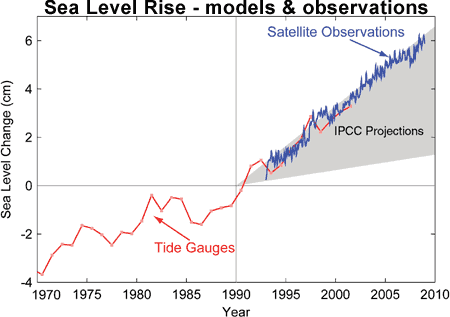 Sea Level Rise - models & observations
Satellite Observations
IPCC Projections
Tide Gauges
Sea Level Change (cm)
6
4
2
0
-2
-4
1970 1975 1980 1985 1990 1995 2000 2005 2010
Year